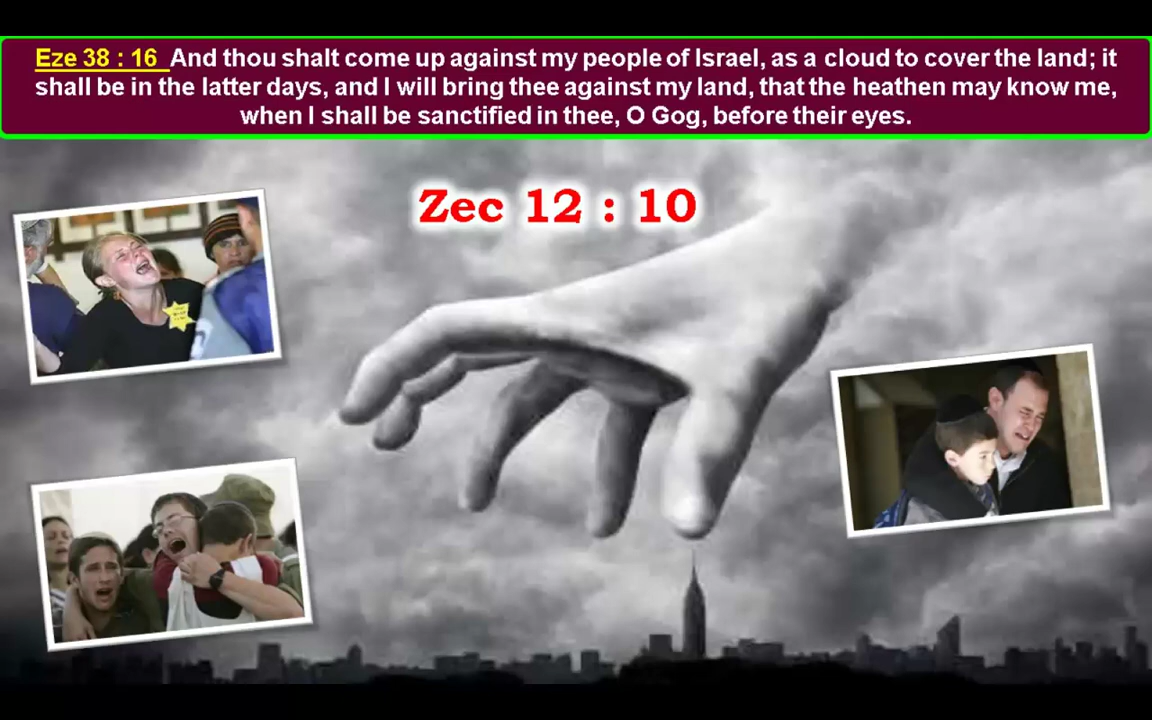 Eze 38 : 16 And thou shalt come up against my people of Israel, as a cloud to cover the land; it
shall be in the latter days, and I will bring thee against my land, that the heathen may know me,
when I shall be sanctified in thee, O Gog, before their eyes.
Zec 12 : 10